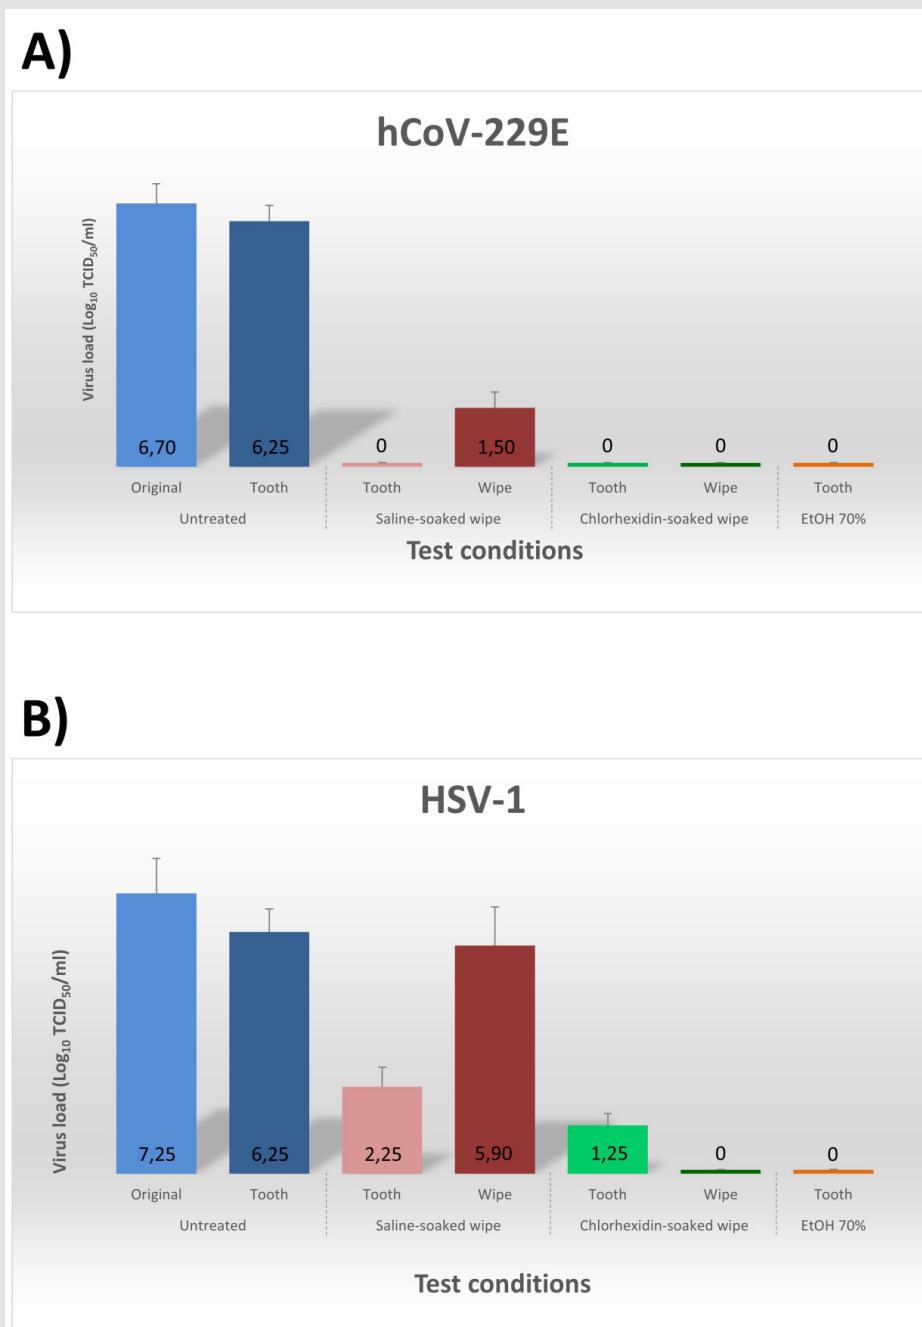 A)
hCoV-229E
Virus load (Log₁₀ TCID₅₀/ml)
6,70 6,25 0 1,50 0 0 0
Original Tooth Tooth Wipe Tooth Wipe Tooth
Untreated Saline-soaked wipe Chlorhexidin-soaked wipe EtOH 70%
Test conditions
B)
HSV-1
Virus load (Log₁₀ TCID₅₀/ml)
7,25 6,25 2,25 5,90 1,25 0 0
Original Tooth Tooth Wipe Tooth Wipe Tooth
Untreated Saline-soaked wipe Chlorhexidin-soaked wipe EtOH 70%
Test conditions